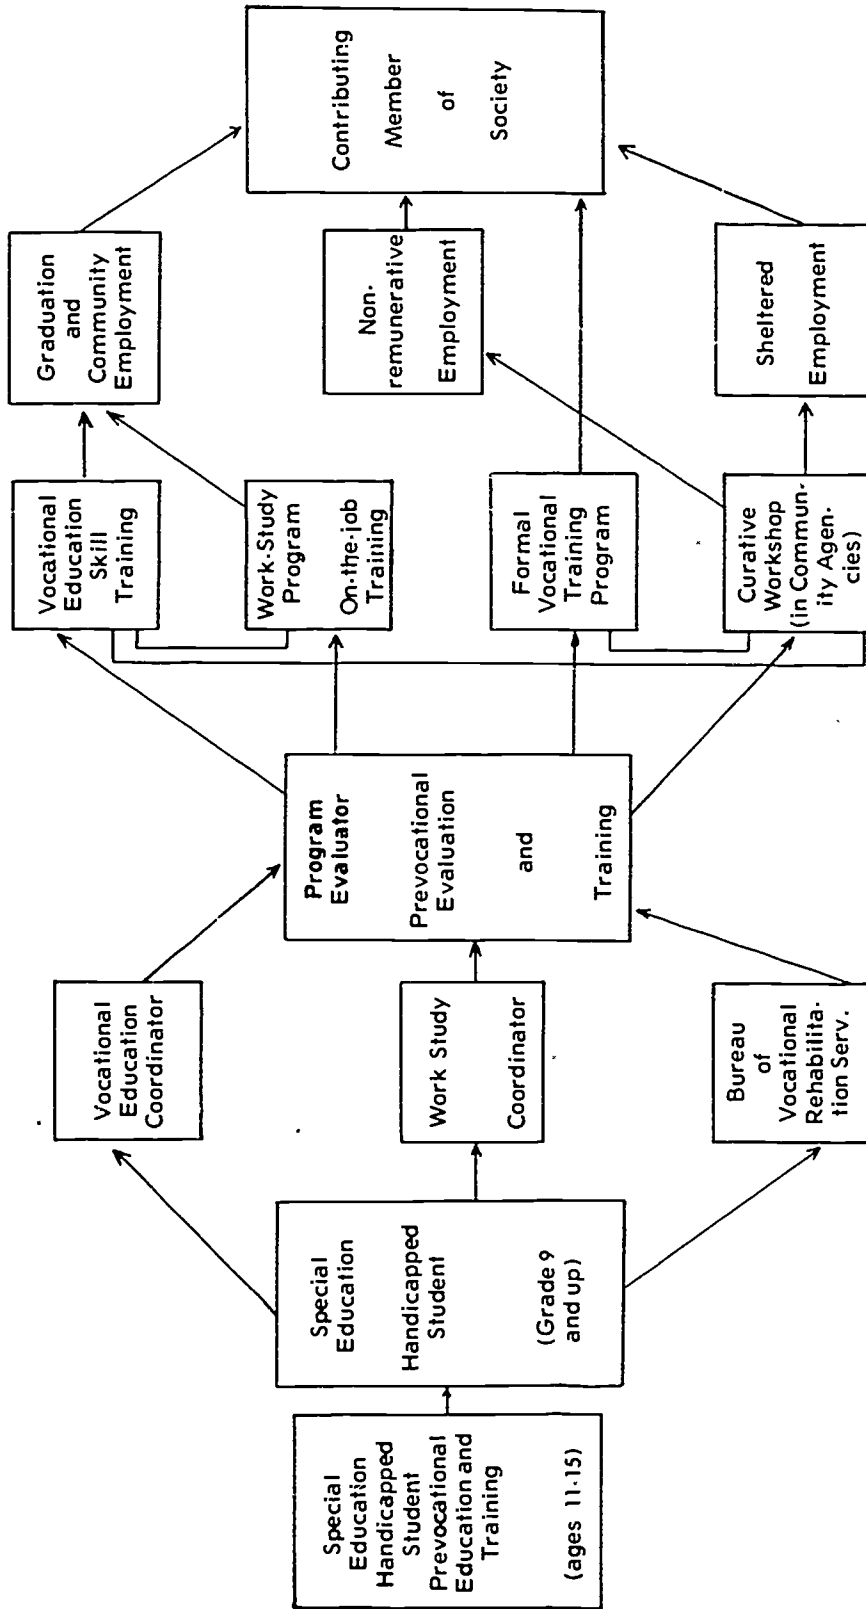 Special
Education
Handicapped
Student
Prevocational
Education and
Training
(ages 11-15)
Special
Education
Handicapped
Student
(Grade 9
and up)
Vocational
Education
Coordinator
Work Study
Coordinator
Bureau
of
Vocational
Rehabilita-
tion Serv.
Program
Evaluator
Prevocational
Evaluation
and
Training
Vocational
Education
Skill
Training
Work-Study
Program
On-the-job
Training
Formal
Vocational
Training
Program
Curative
Workshop
(in Commun-
ity Agen-
cies)
Graduation
and
Community
Employment
Non-
remunerative
Employment
Sheltered
Employment
Contributing
Member
of
Society